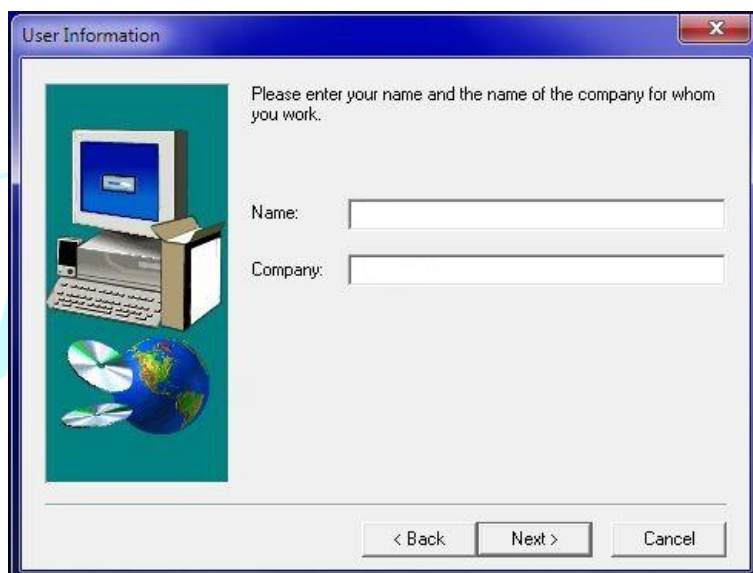 User Information
Please enter your name and the name of the company for whom
you work.
Name:
Company:
< Back
Next >
Cancel